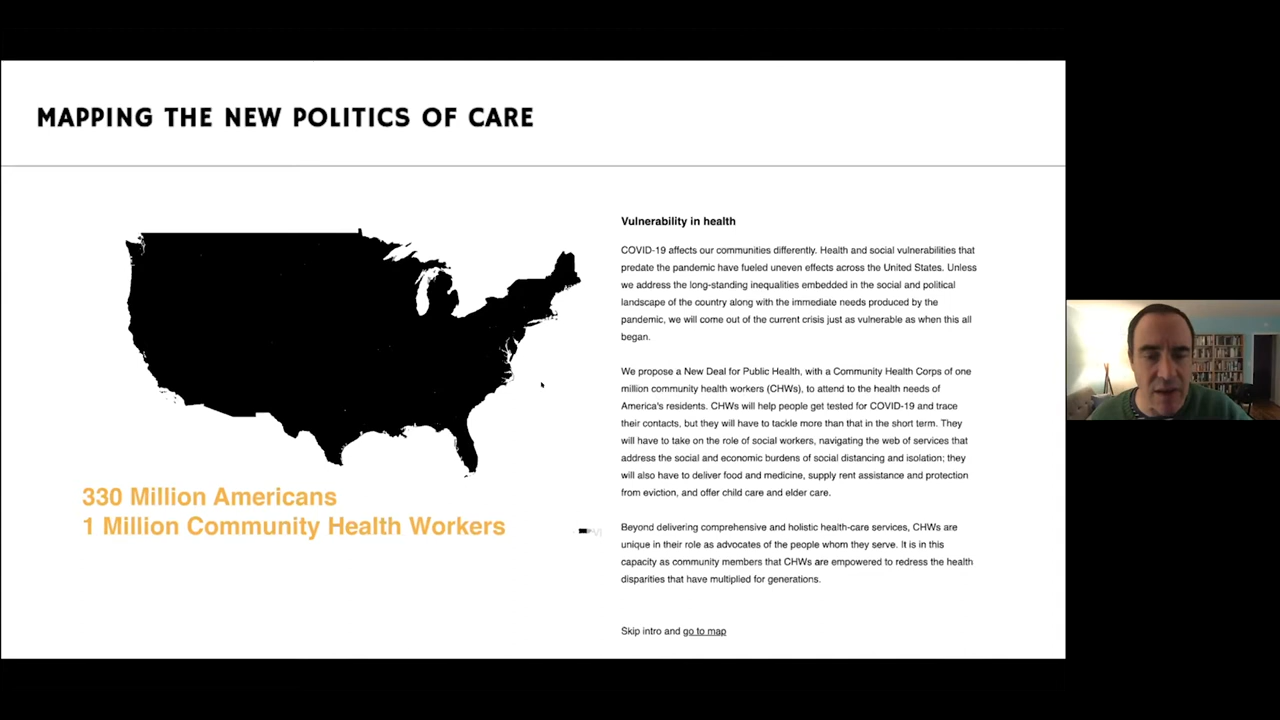 MAPPING THE NEW POLITICS OF CARE
330 Million Americans
1 Million Community Health Workers
Vulnerability in health
COVID-19 affects our communities differently. Health and social vulnerabilities that
predate the pandemic have fueled uneven effects across the United States. Unless
we address the long-standing inequalities embedded in the social and political
landscape of the country along with the immediate needs produced by the
pandemic, we will come out of the current crisis just as vulnerable as when this all
began.
We propose a New Deal for Public Health, with a Community Health Corps of one
million community health workers (CHWs), to attend to the health needs of
America's residents. CHWs will help people get tested for COVID-19 and trace
their contacts, but they will have to tackle more than that in the short term. They
will have to take on the role of social workers, navigating the web of services that
address the social and economic burdens of social distancing and isolation; they
will also have to deliver food and medicine, supply rent assistance and protection
from eviction, and offer child care and elder care.
Beyond delivering comprehensive and holistic health-care services, CHWs are
unique in their role as advocates of the people whom they serve. It is in this
capacity as community members that CHWs are empowered to redress the health
disparities that have multiplied for generations.
Skip intro and go to map